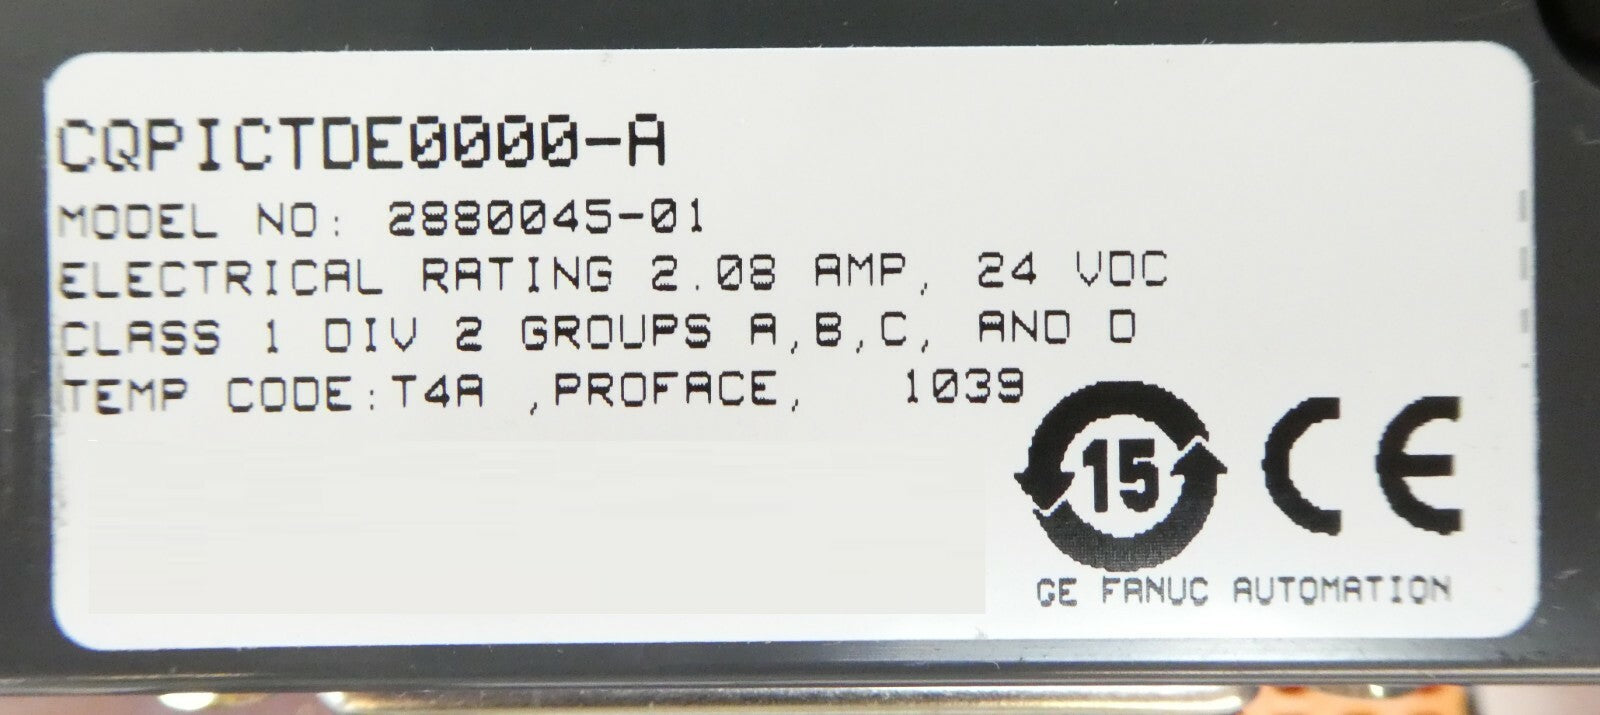 CQPICTDE0000-A
MODEL NO: 2880045-01
ELECTRICAL RATING 2.08 AMP, 24 VDC
CLASS 1 DIV 2 GROUPS A,B,C, AND D
TEMP CODE:T4A ,PROFACE, 1039
15 CE
GE FANUC AUTOMATION